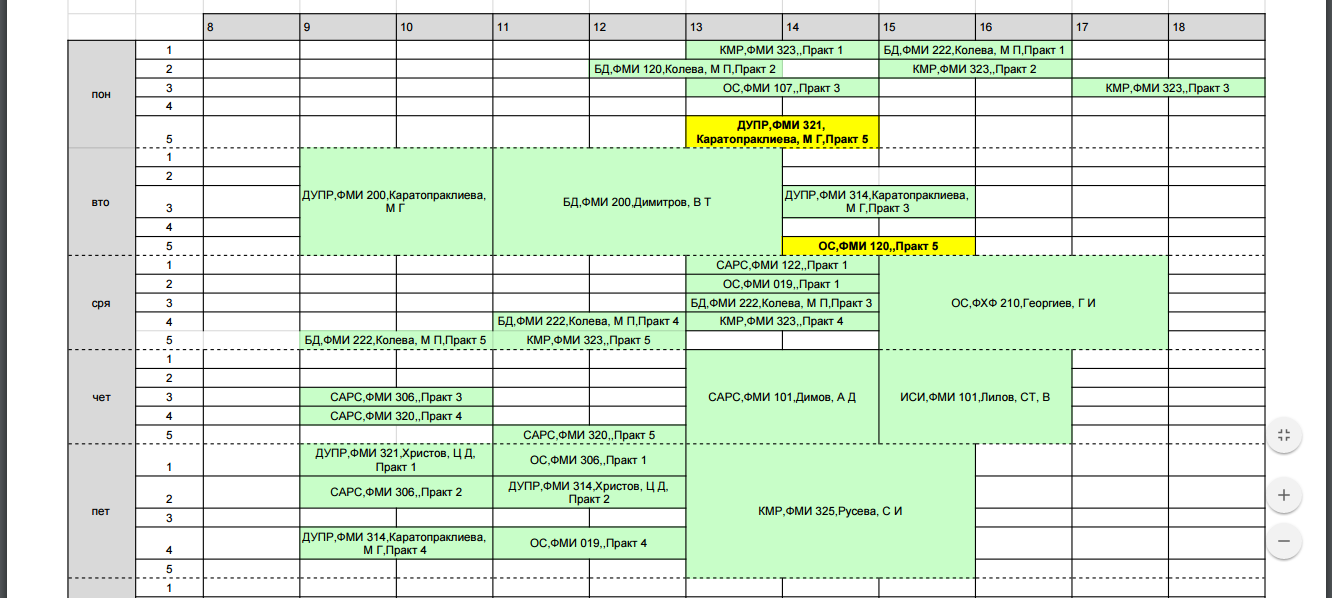 8 9 10 11 12 13 14 15 16 17 18
пон
1 КМР,ФМИ 323,,Практ 1 БД,ФМИ 222,Колева, М П,Практ 1
2 БД,ФМИ 120,Колева, М П,Практ 2 КМР,ФМИ 323,,Практ 2
3 ОС,ФМИ 107,,Практ 3 КМР,ФМИ 323,,Практ 3
4
5 ДУПР,ФМИ 321,
Каратопраклиева, М Г,Практ 5
вто
1
2
ДУПР,ФМИ 200,Каратопраклиева,
М Г
БД,ФМИ 200,Димитров, В Т
3 ДУПР,ФМИ 314,Каратопраклиева,
М Г,Практ 3
4
5 ОС,ФМИ 120,,Практ 5
сря
1 САРС,ФМИ 122,,Практ 1
2 ОС,ФМИ 019,,Практ 1
3 БД,ФМИ 222,Колева, М П,Практ 3 ОС,ФХФ 210,Георгиев, Г И
4 БД,ФМИ 222,Колева, М П,Практ 4 КМР,ФМИ 323,,Практ 4
5 БД,ФМИ 222,Колева, М П,Практ 5 КМР,ФМИ 323,,Практ 5
чет
1
2
3 САРС,ФМИ 306,,Практ 3 САРС,ФМИ 101,Димов, А Д ИСИ,ФМИ 101,Лилов, СТ, В
4 САРС,ФМИ 320,,Практ 4
5 САРС,ФМИ 320,,Практ 5
пет
1 ДУПР,ФМИ 321,Христов, Ц Д,
Практ 1
ОС,ФМИ 306,,Практ 1
2 САРС,ФМИ 306,,Практ 2
ДУПР,ФМИ 314,Христов, Ц Д,
Практ 2
3 КМР,ФМИ 325,Русева, С И
4 ДУПР,ФМИ 314,Каратопраклиева,
М Г,Практ 4
ОС,ФМИ 019,,Практ 4
5
1